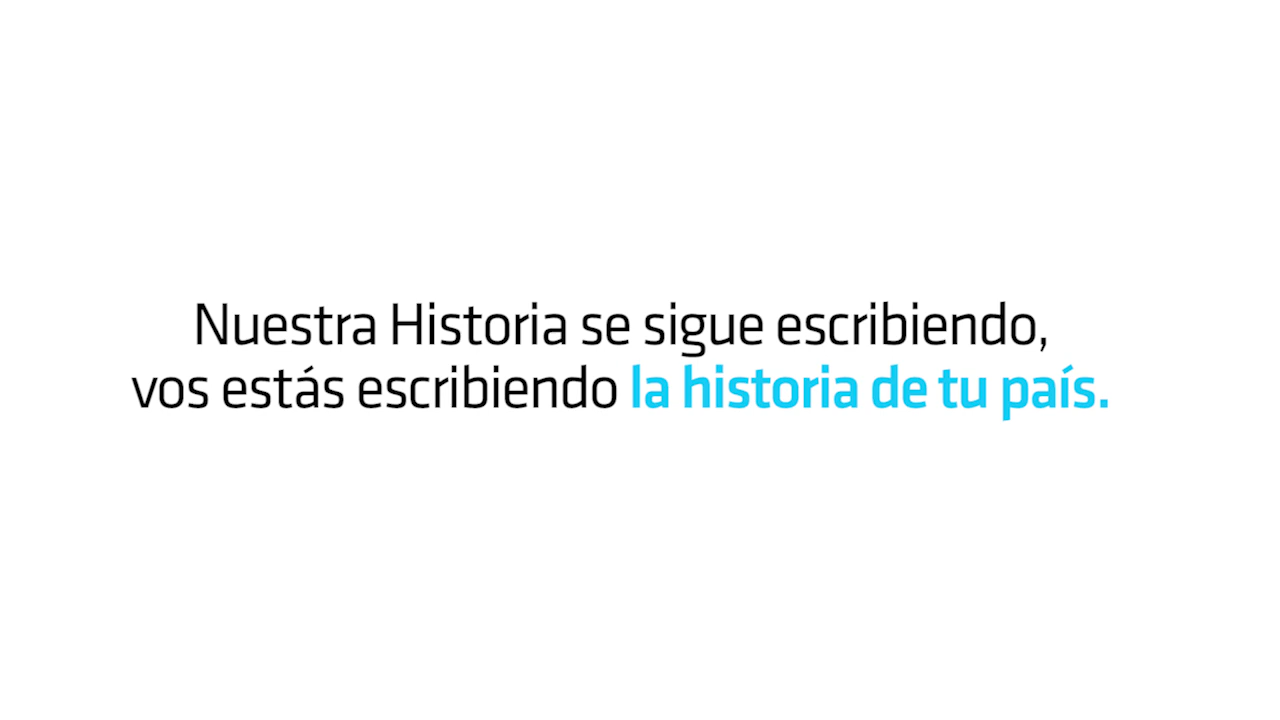 Nuestra Historia se sigue escribiendo,
vos estás escribiendo la historia de tu país.